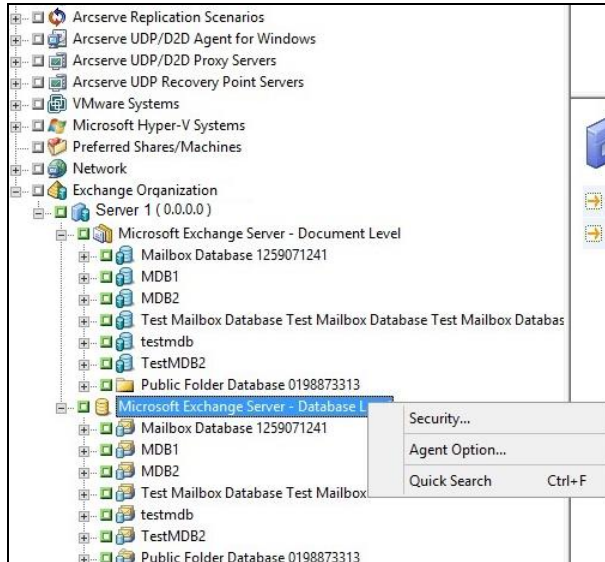 Arcserve Replication Scenarios
Arcserve UDP/D2D Agent for Windows
Arcserve UDP/D2D Proxy Servers
Arcserve UDP Recovery Point Servers
VMware Systems
Microsoft Hyper-V Systems
Preferred Shares/Machines
Network
Exchange Organization
Server 1 ( 0.0.0.0 )
Microsoft Exchange Server - Document Level
Mailbox Database 1259071241
MDB1
MDB2
Test Mailbox Database Test Mailbox Database Test Mailbox Databas
testmdb
TestMDB2
Public Folder Database 0198873313
Microsoft Exchange Server - Database L
Security...
Mailbox Database 1259071241
MDB1
Agent Option...
MDB2
Quick Search Ctrl+F
Test Mailbox Database Test Mailbox
testmdb
TestMDB2
Public Folder Database 0198873313